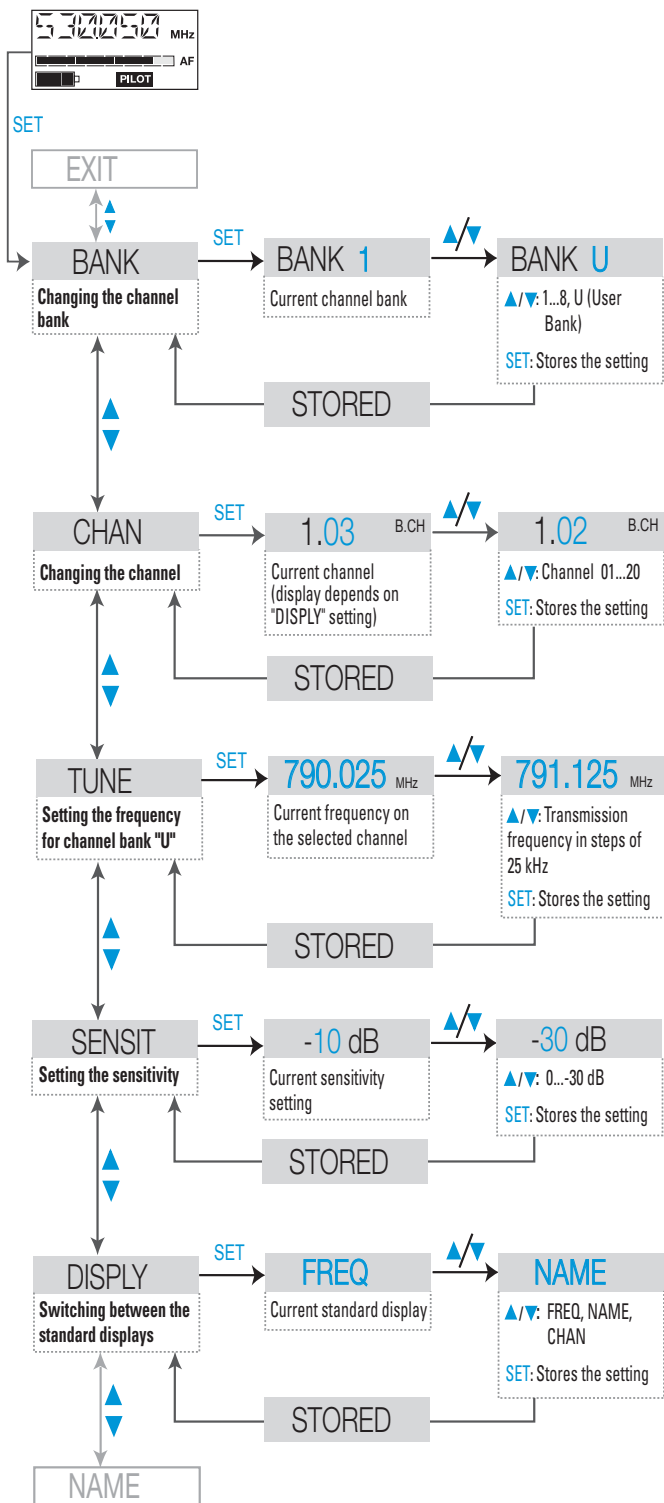 530.050 MHz
AF
PILOT
SET
EXIT
BANK
Changing the channel
bank
SET
BANK 1
Current channel bank
▲/▼
BANK U
▲/▼: 1...8, U (User
Bank)
SET: Stores the setting
STORED
CHAN
Changing the channel
SET
1.03 B.CH
Current channel
(display depends on
"DISPLY" setting)
▲/▼
1.02 B.CH
▲/▼: Channel 01...20
SET: Stores the setting
STORED
TUNE
Setting the frequency
for channel bank "U"
SET
790.025 MHz
Current frequency on
the selected channel
▲/▼
791.125 MHz
▲/▼: Transmission
frequency in steps of
25 kHz
SET: Stores the setting
STORED
SENSIT
Setting the sensitivity
SET
-10 dB
Current sensitivity
setting
▲/▼
-30 dB
▲/▼: 0...-30 dB
SET: Stores the setting
STORED
DISPLY
Switching between the
standard displays
SET
FREQ
Current standard display
▲/▼
NAME
▲/▼: FREQ, NAME,
CHAN
SET: Stores the setting
STORED
NAME